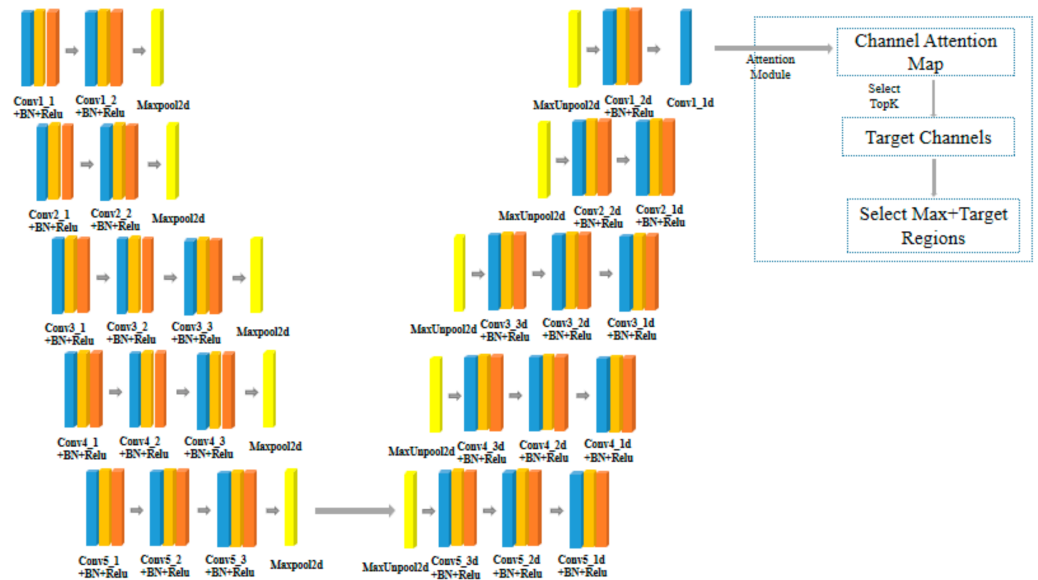 Conv1_1
+BN+Relu
Conv1_2
+BN+Relu
Maxpool2d
MaxUnpool2d
Conv1_2d
+BN+Relu
Conv1_1d
Attention
Module
Channel Attention
Map
Select
TopK
Target Channels
Select Max+Target
Regions
Conv2_1
+BN+Relu
Conv2_2
+BN+Relu
Maxpool2d
MaxUnpool2d
Conv2_2d
+BN+Relu
Conv2_1d
+BN+Relu
Conv3_1
+BN+Relu
Conv3_2
+BN+Relu
Conv3_3
+BN+Relu
Maxpool2d
MaxUnpool2d
Conv3_3d
+BN+Relu
Conv3_2d
+BN+Relu
Conv3_1d
+BN+Relu
Conv4_1
+BN+Relu
Conv4_2
+BN+Relu
Conv4_3
+BN+Relu
Maxpool2d
MaxUnpool2d
Conv4_3d
+BN+Relu
Conv4_2d
+BN+Relu
Conv4_1d
+BN+Relu
Conv5_1
+BN+Relu
Conv5_2
+BN+Relu
Conv5_3
+BN+Relu
Maxpool2d
MaxUnpool2d
Conv5_3d
+BN+Relu
Conv5_2d
+BN+Relu
Conv5_1d
+BN+Relu